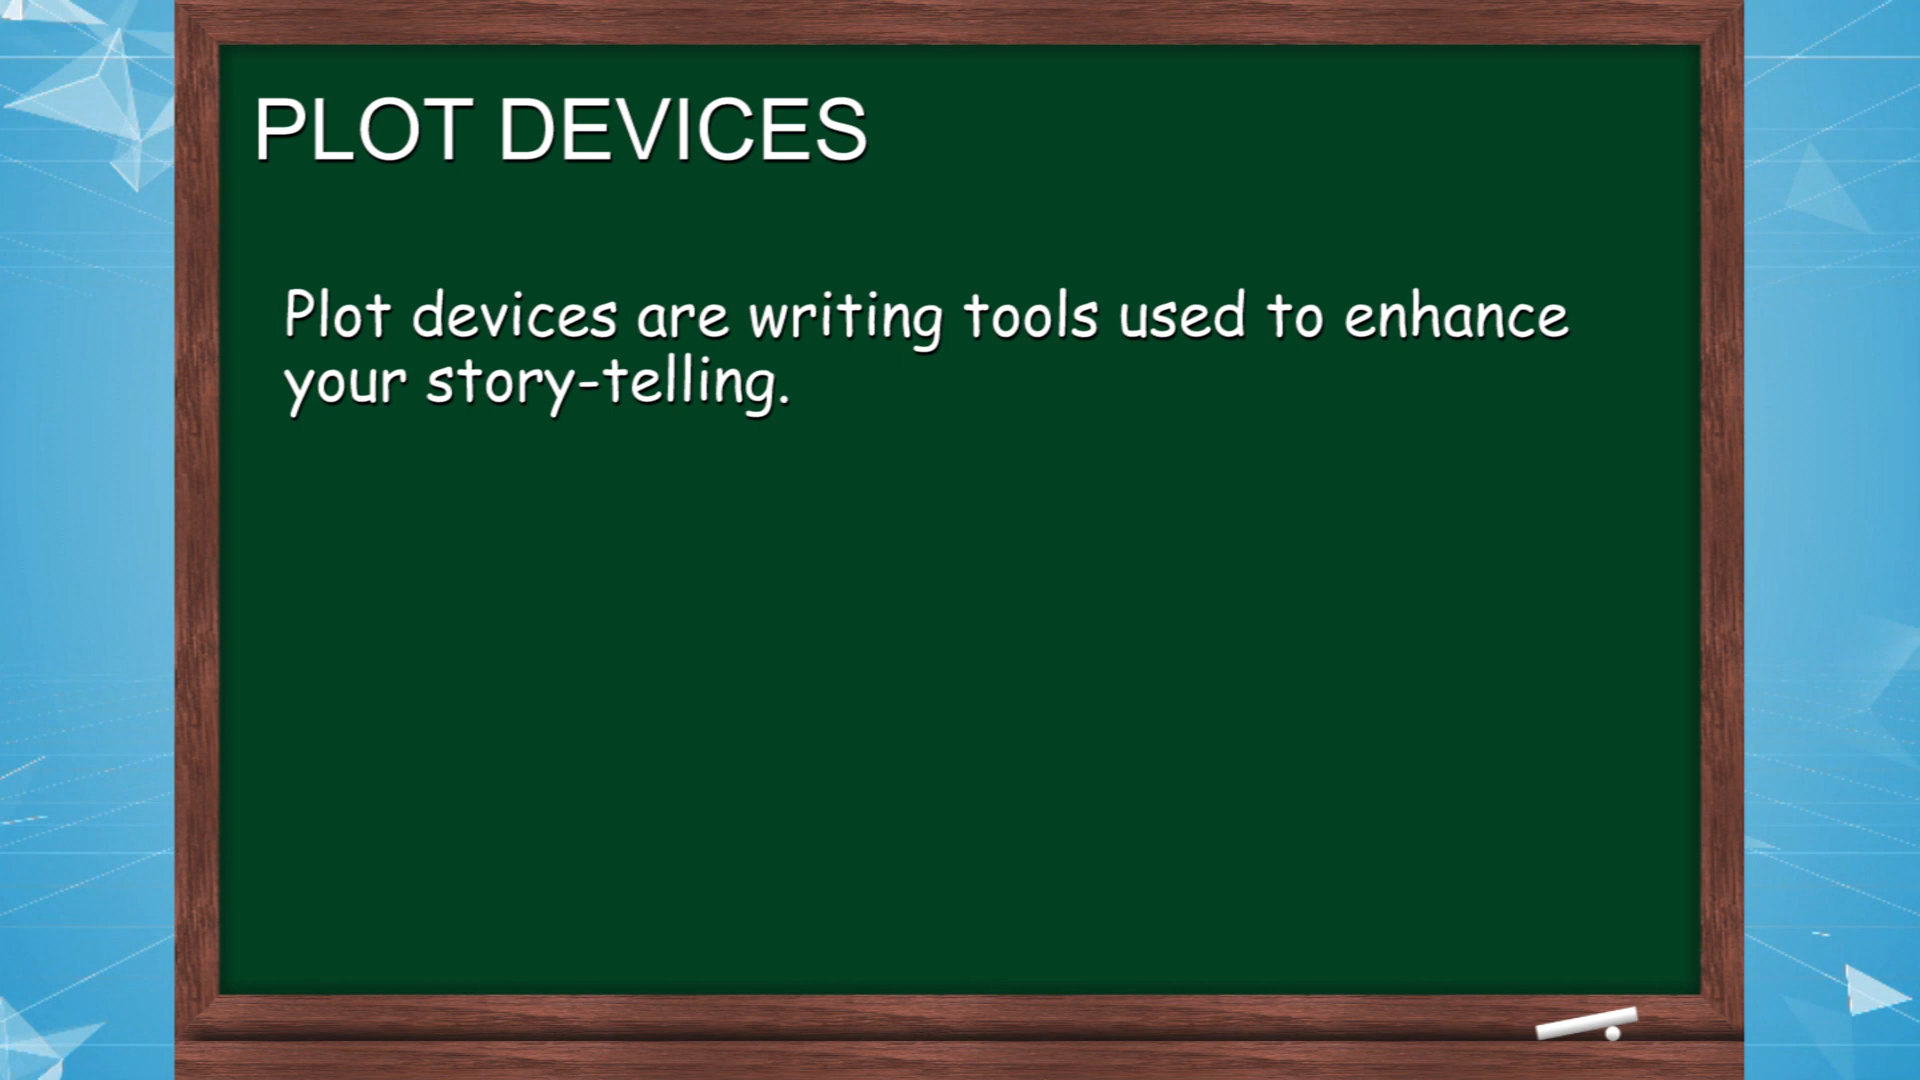 PLOT DEVICES
Plot devices are writing tools used to enhance
your story-telling.